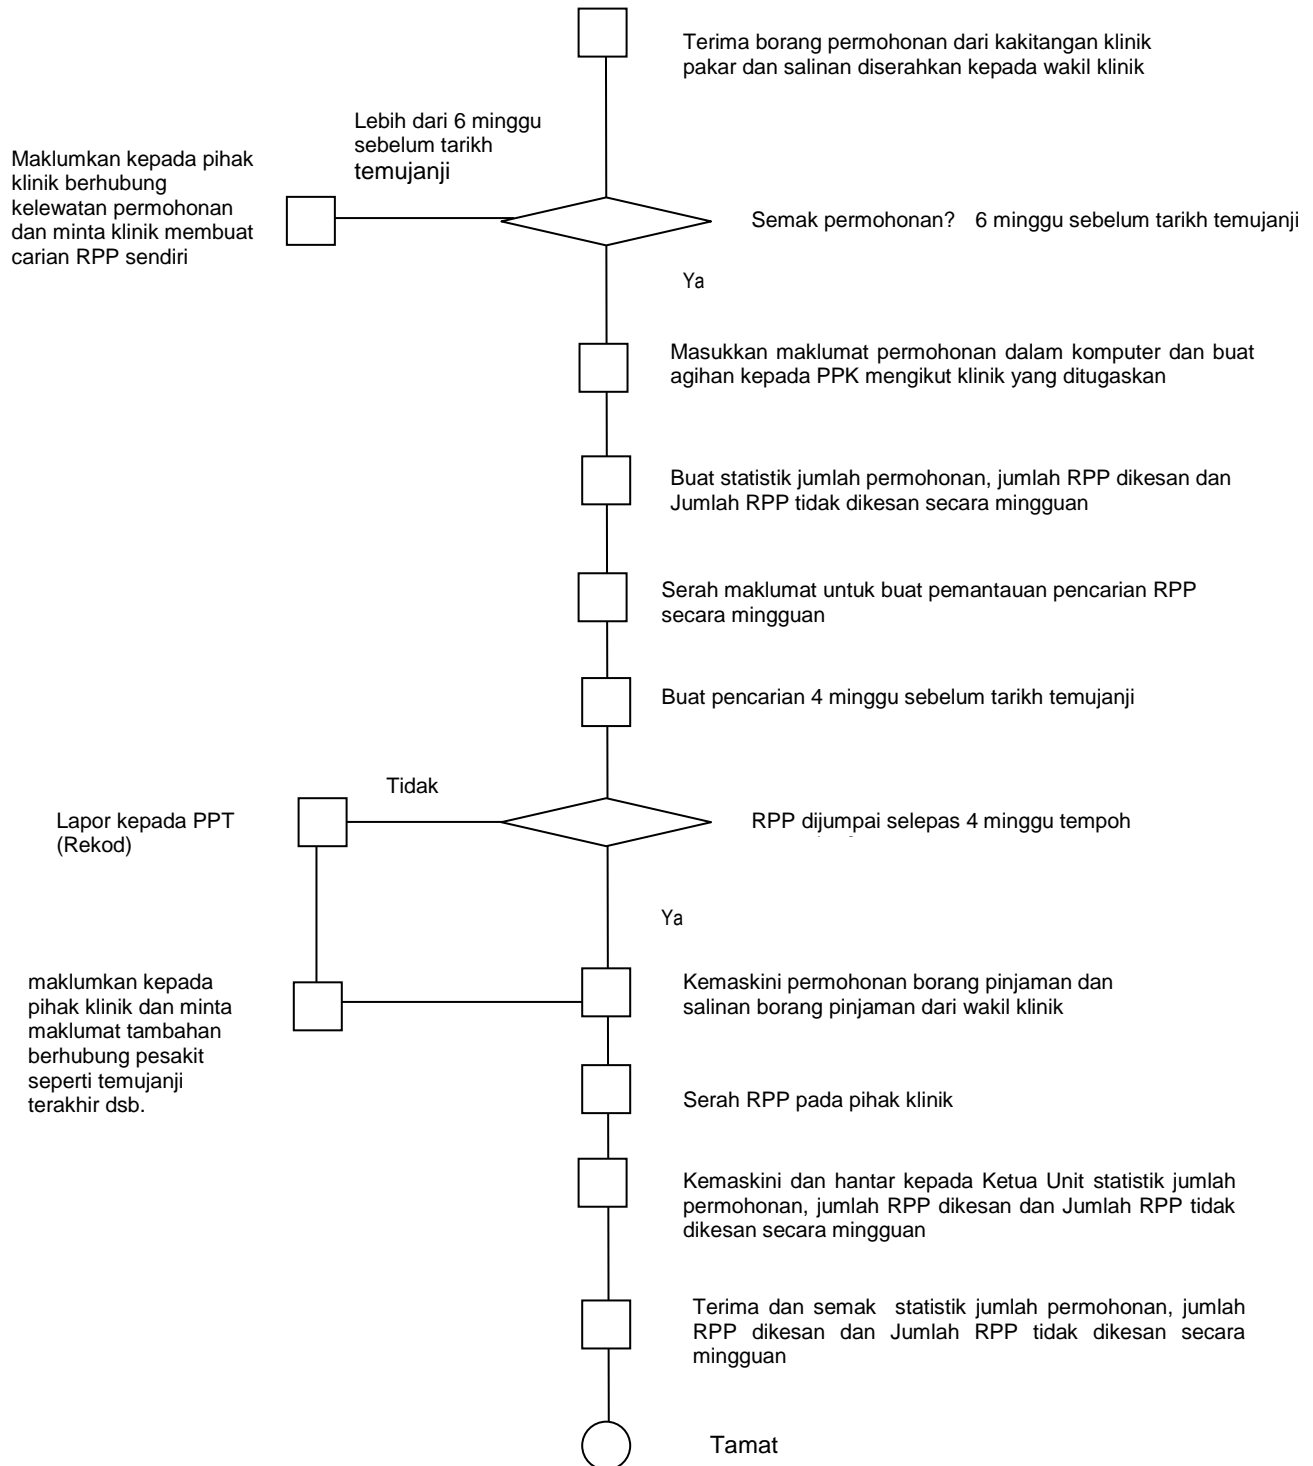 Terima borang permohonan dari kakitangan klinik
pakar dan salinan diserahkan kepada wakil klinik
Lebih dari 6 minggu
sebelum tarikh
temujanji
Maklumkan kepada pihak
klinik berhubung
kelewatan permohonan
dan minta klinik membuat
carian RPP sendiri
Semak permohonan? 6 minggu sebelum tarikh temujanji
Ya
Masukkan maklumat permohonan dalam komputer dan buat
agihan kepada PPK mengikut klinik yang ditugaskan
Buat statistik jumlah permohonan, jumlah RPP dikesan dan
Jumlah RPP tidak dikesan secara mingguan
Serah maklumat untuk buat pemantauan pencarian RPP
secara mingguan
Buat pencarian 4 minggu sebelum tarikh temujanji
Tidak
Lapor kepada PPT
(Rekod)
RPP dijumpai selepas 4 minggu tempoh
Ya
maklumkan kepada
pihak klinik dan minta
maklumat tambahan
berhubung pesakit
seperti temujanji
terakhir dsb.
Kemaskini permohonan borang pinjaman dan
salinan borang pinjaman dari wakil klinik
Serah RPP pada pihak klinik
Kemaskini dan hantar kepada Ketua Unit statistik jumlah
permohonan, jumlah RPP dikesan dan Jumlah RPP tidak
dikesan secara mingguan
Terima dan semak statistik jumlah permohonan, jumlah
RPP dikesan dan Jumlah RPP tidak dikesan secara
mingguan
Tamat